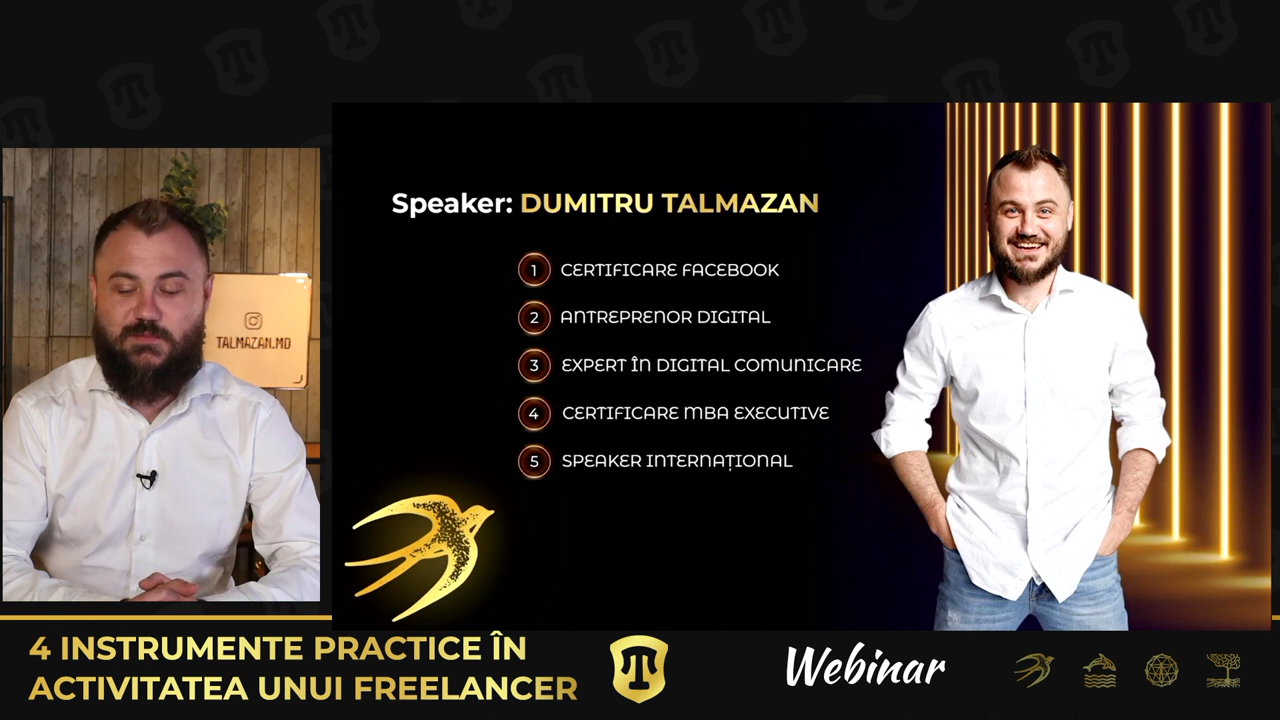 Speaker: DUMITRU TALMAZAN
1 CERTIFICARE FACEBOOK
2 ANTREPRENOR DIGITAL
3 EXPERT ÎN DIGITAL COMUNICARE
4 CERTIFICARE MBA EXECUTIVE
5 SPEAKER INTERNAȚIONAL
TALMAZAN.MD
4 INSTRUMENTE PRACTICE ÎN
ACTIVITATEA UNUI FREELANCER
T
Webinar